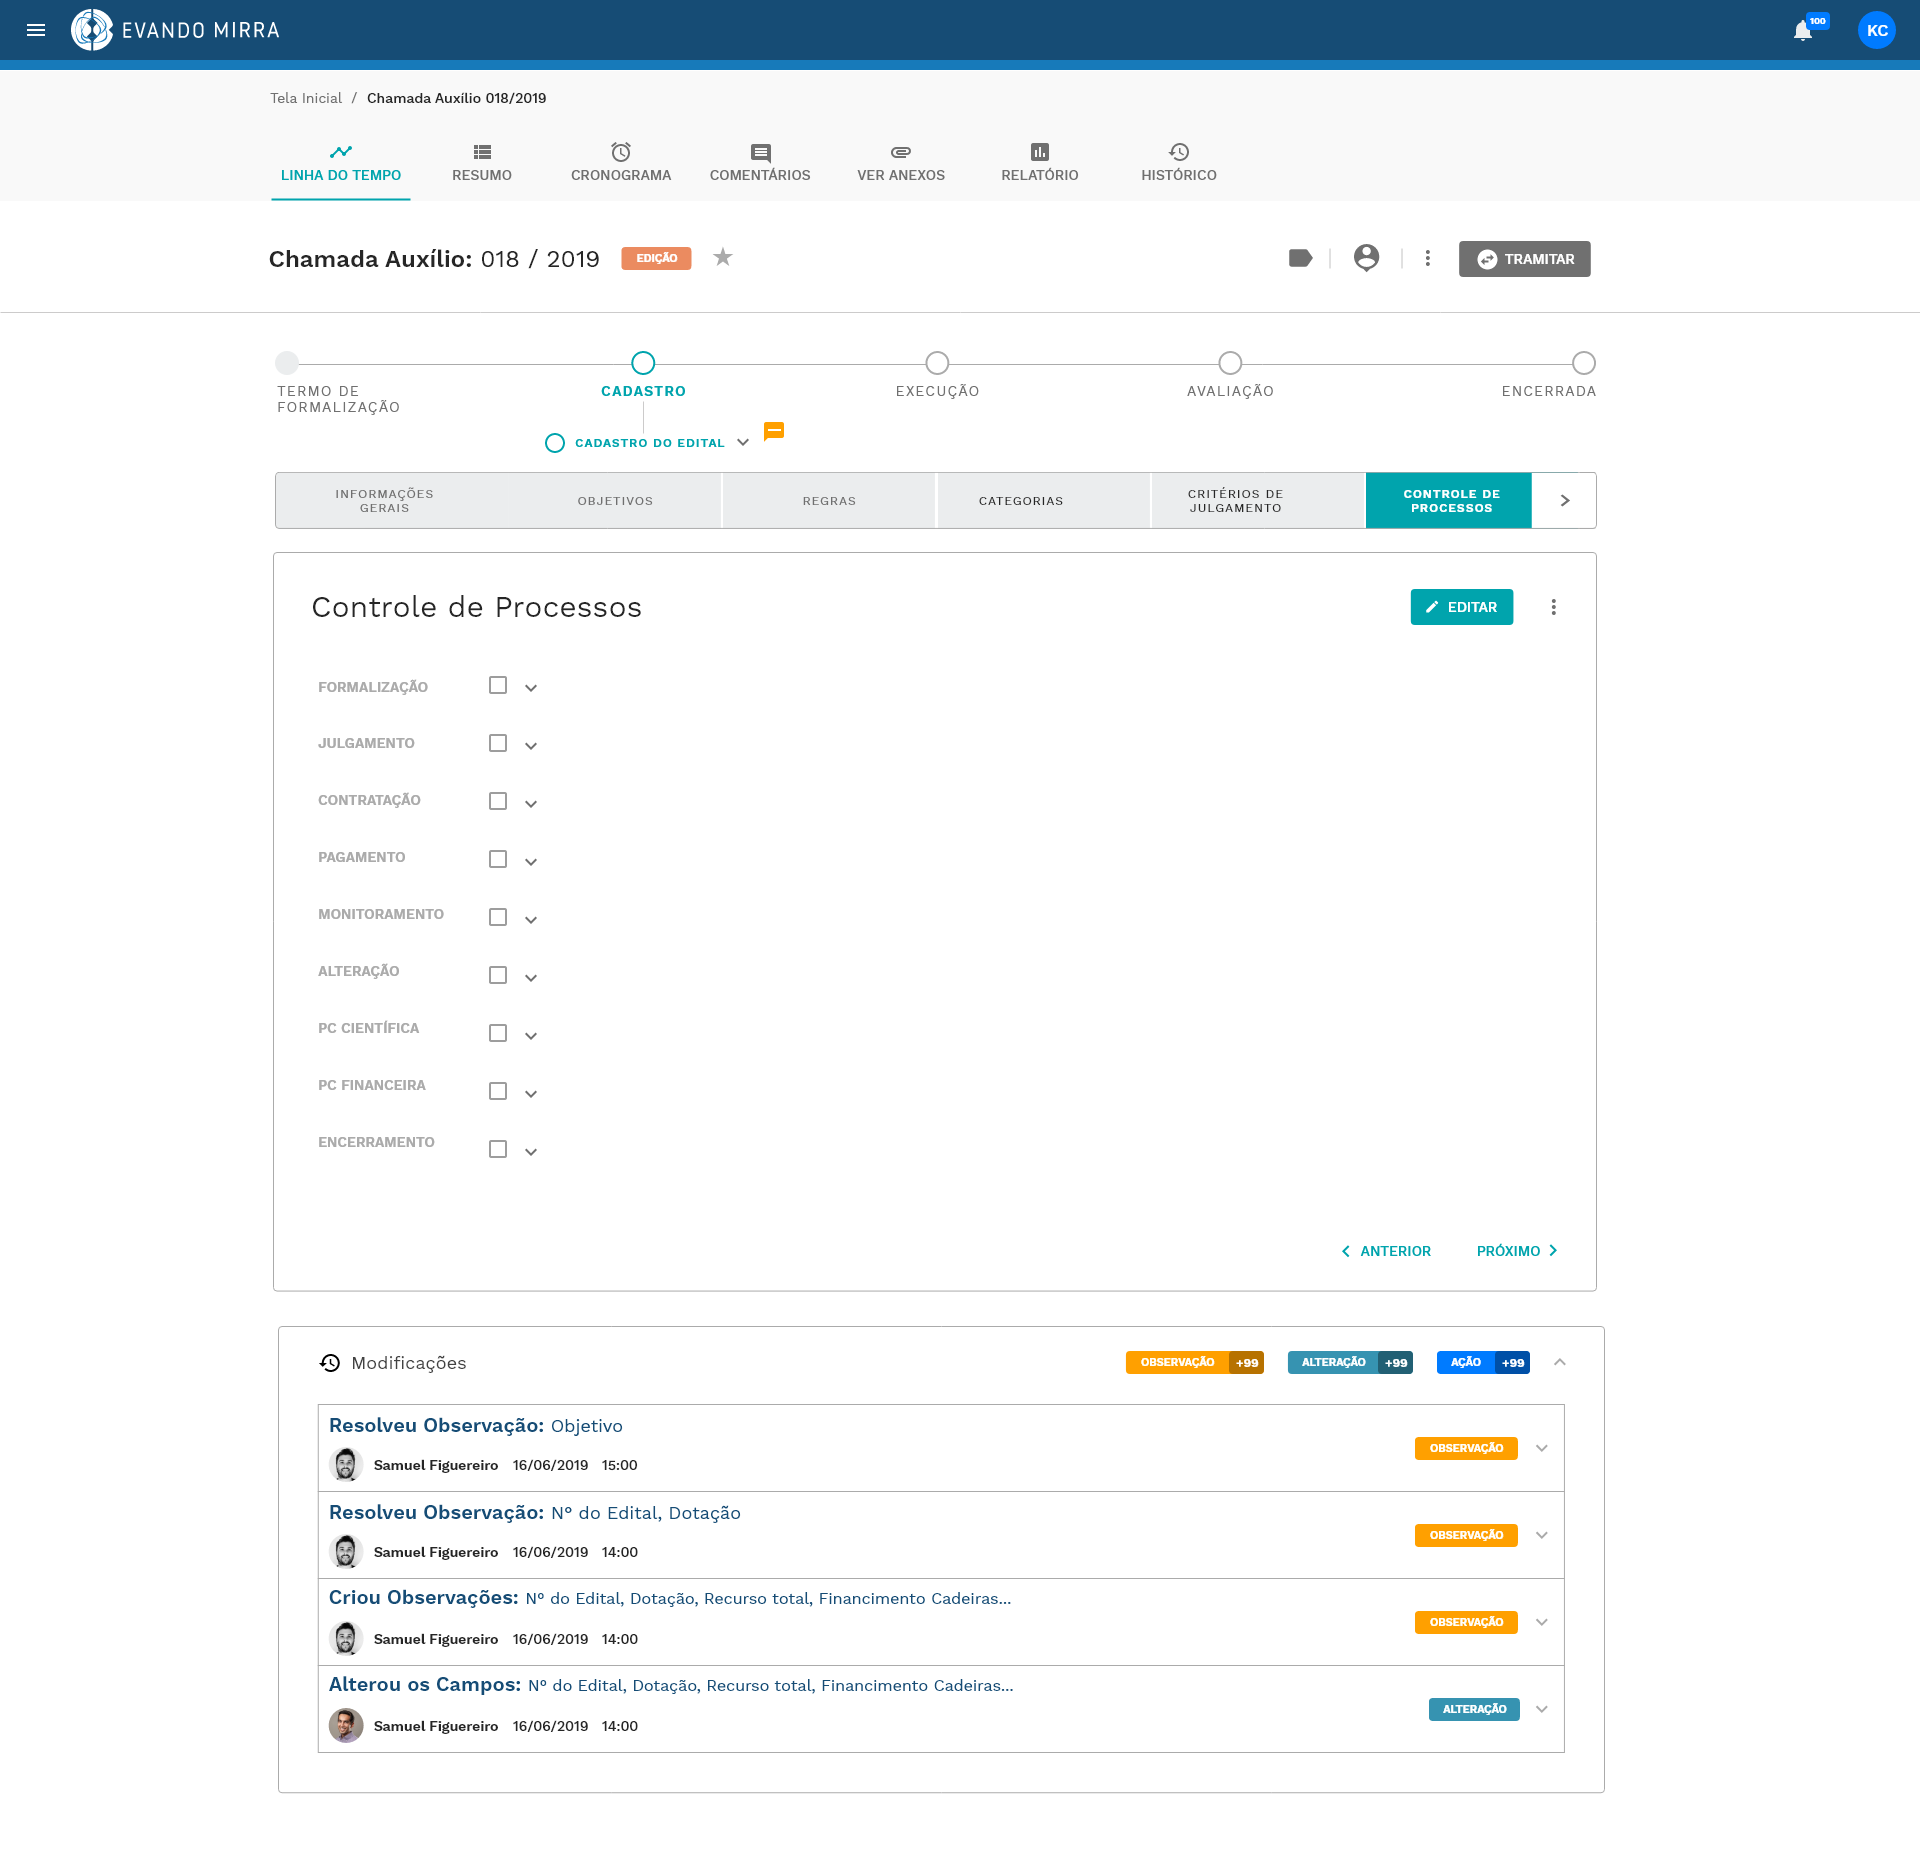 EVANDO MIRRA
100
KC
Tela Inicial / Chamada Auxílio 018/2019
LINHA DO TEMPO
RESUMO
CRONOGRAMA
COMENTÁRIOS
VER ANEXOS
RELATÓRIO
HISTÓRICO
Chamada Auxílio: 018 / 2019
EDIÇÃO
TRAMITAR
TERMO DE
FORMALIZAÇÃO
CADASTRO
EXECUÇÃO
AVALIAÇÃO
ENCERRADA
CADASTRO DO EDITAL
INFORMAÇÕES
GERAIS
OBJETIVOS
REGRAS
CATEGORIAS
CRITÉRIOS DE
JULGAMENTO
CONTROLE DE
PROCESSOS
Controle de Processos
EDITAR
FORMALIZAÇÃO
JULGAMENTO
CONTRATAÇÃO
PAGAMENTO
MONITORAMENTO
ALTERAÇÃO
PC CIENTÍFICA
PC FINANCEIRA
ENCERRAMENTO
ANTERIOR
PRÓXIMO
Modificações
OBSERVAÇÃO +99
ALTERAÇÃO +99
AÇÃO +99
Resolveu Observação: Objetivo
Samuel Figuereiro 16/06/2019 15:00
OBSERVAÇÃO
Resolveu Observação: N° do Edital, Dotação
Samuel Figuereiro 16/06/2019 14:00
OBSERVAÇÃO
Criou Observações: N° do Edital, Dotação, Recurso total, Financimento Cadeiras...
Samuel Figuereiro 16/06/2019 14:00
OBSERVAÇÃO
Alterou os Campos: N° do Edital, Dotação, Recurso total, Financimento Cadeiras...
Samuel Figuereiro 16/06/2019 14:00
ALTERAÇÃO